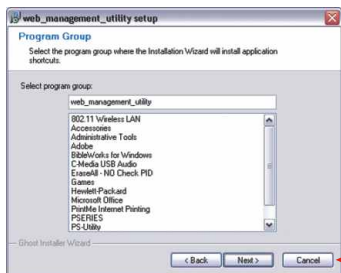 web_management_utility setup
Program Group
Select the program group where the Installation Wizard will install application
shortcuts.
Select program group:
web_management_utility
802.11 Wireless LAN
Accessories
Administrative Tools
Adobe
BibleWorks for Windows
C-Media USB Audio
EraseAll - NO Check PID
Games
Hewlett-Packard
Microsoft Office
PrintMe Internet Printing
PSERIES
PS-Utility
Ghost Installer Wizard
< Back
Next >
Cancel